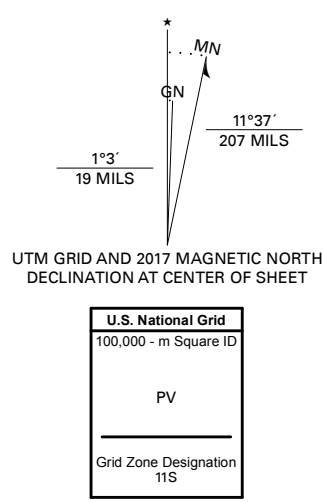 ★
MN
GN
11°37´
207 MILS
1°3´
19 MILS
UTM GRID AND 2017 MAGNETIC NORTH
DECLINATION AT CENTER OF SHEET
U.S. National Grid
100,000 - m Square ID
PV
Grid Zone Designation
11S